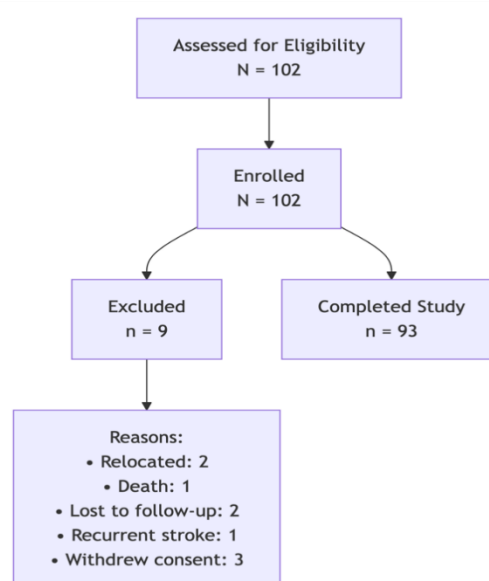 Assessed for Eligibility
N = 102
Enrolled
N = 102
Excluded
n = 9
Completed Study
n = 93
Reasons:
• Relocated: 2
• Death: 1
• Lost to follow-up: 2
• Recurrent stroke: 1
• Withdrew consent: 3